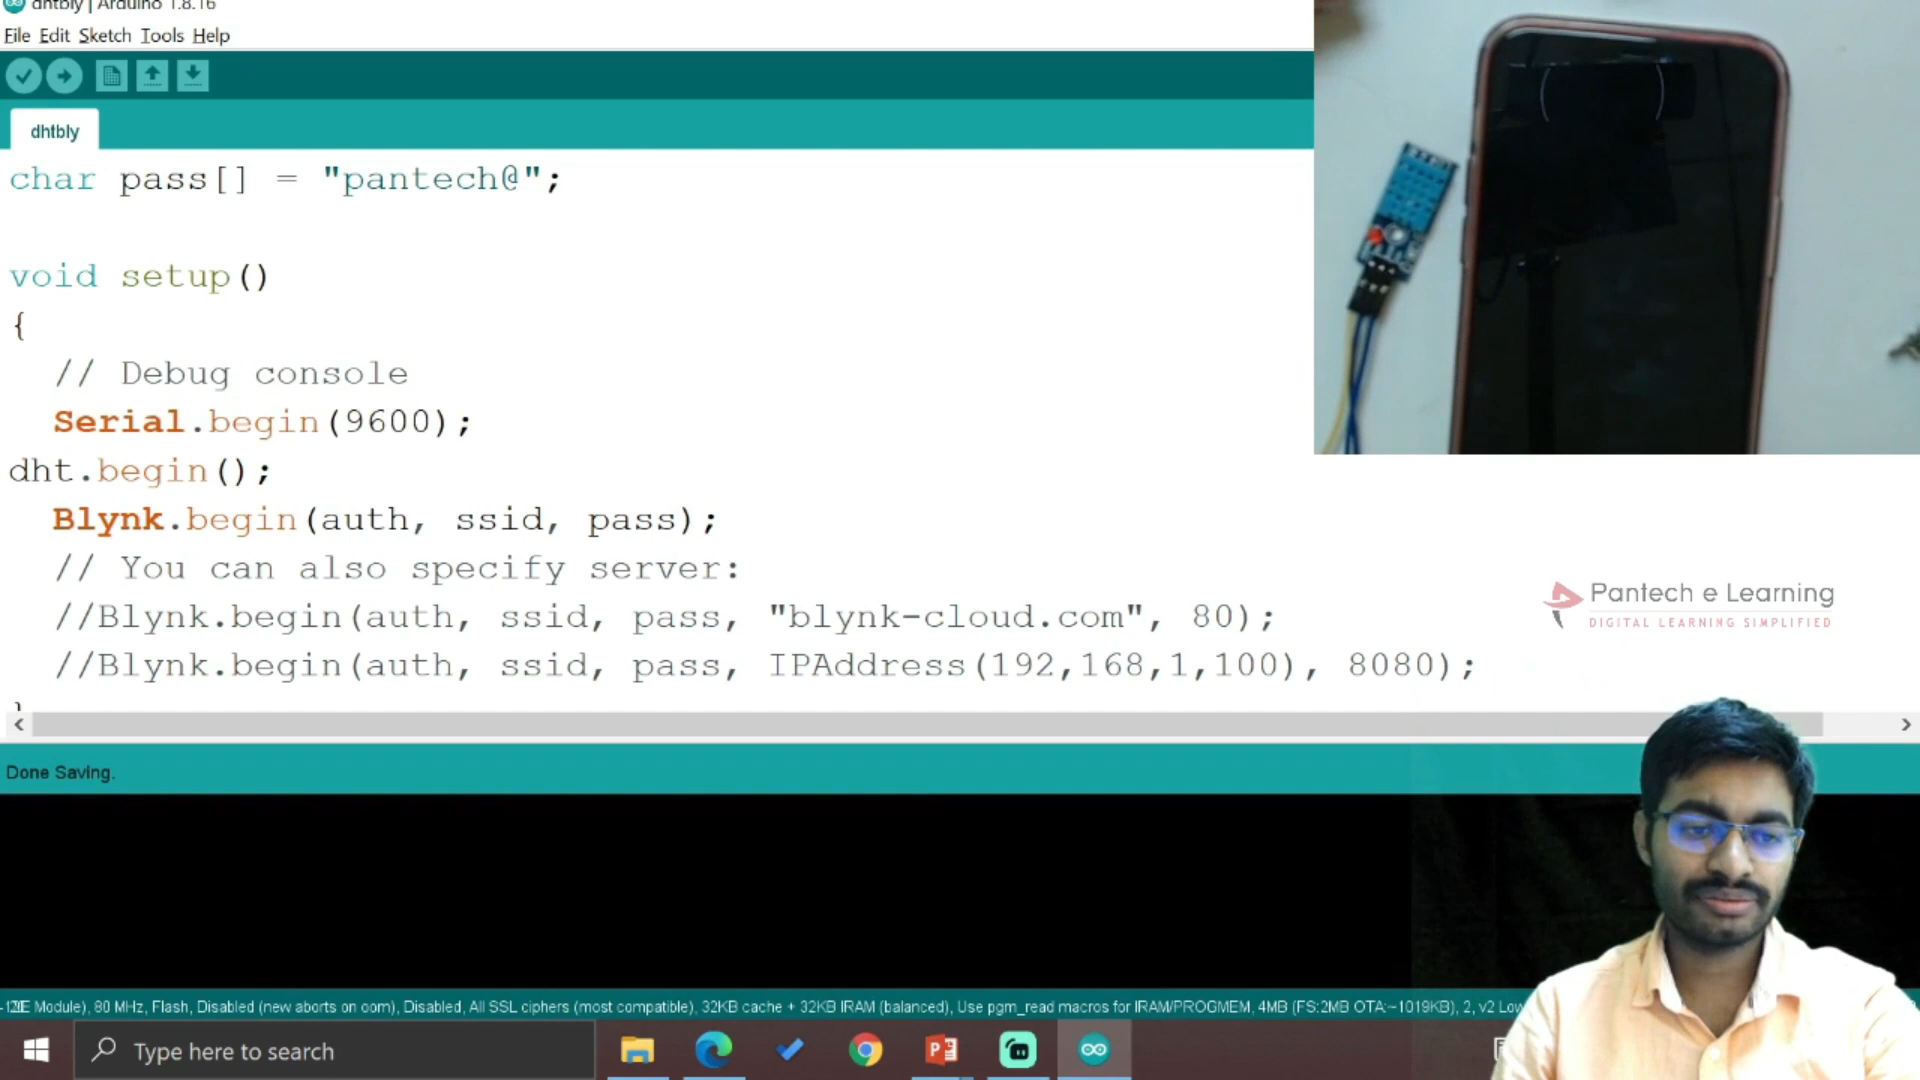 dhtbly | Arduino 1.8.16
File Edit Sketch Tools Help
dhtbly
char pass[] = "pantech@";
void setup()
{
// Debug console
Serial.begin(9600);
dht.begin();
Blynk.begin(auth, ssid, pass);
// You can also specify server:
//Blynk.begin(auth, ssid, pass, "blynk-cloud.com", 80);
//Blynk.begin(auth, ssid, pass, IPAddress(192,168,1,100), 8080);
}
Pantech e Learning
DIGITAL LEARNING SIMPLIFIED
Done Saving.
Module), 80 MHz, Flash, Disabled (new aborts on oom), Disabled, All SSL ciphers (most compatible), 32KB cache + 32KB IRAM (balanced), Use pgm_read macros for IRAM/PROGMEM, 4MB (FS:2MB OTA:~1019KB), 2, v2
Type here to search